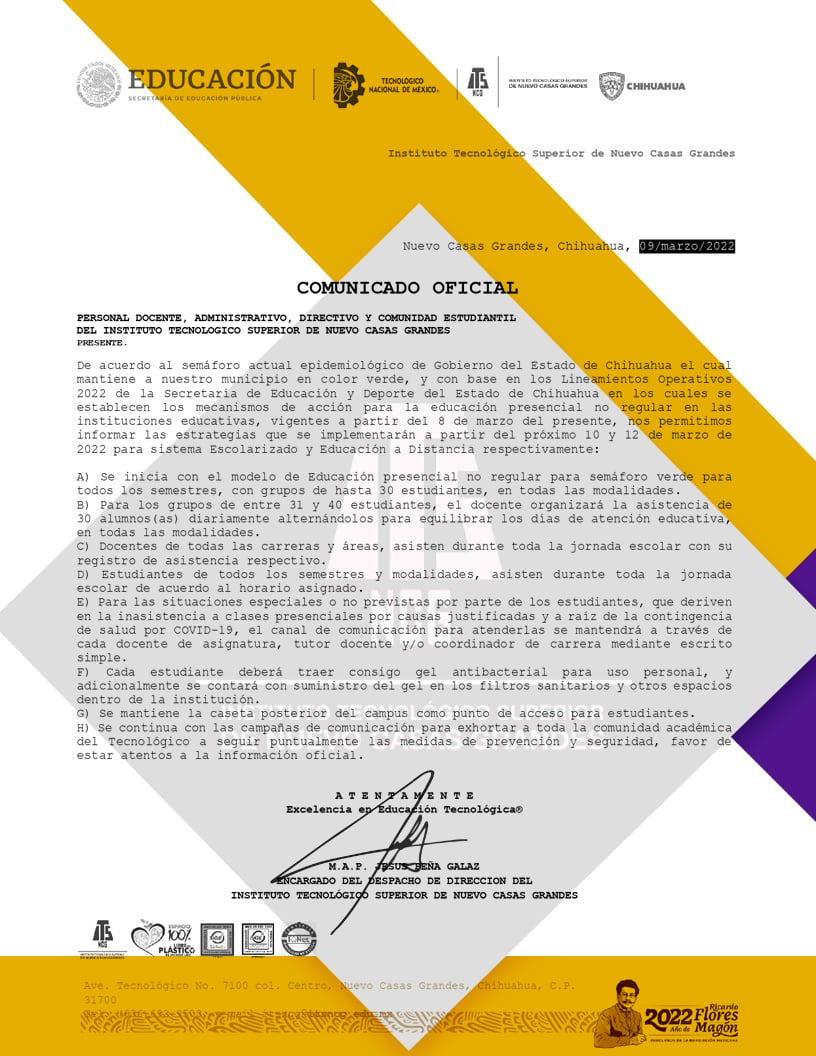 EDUCACIÓN
SECRETARÍA DE EDUCACIÓN PÚBLICA
TECNOLÓGICO
NACIONAL DE MÉXICO
ITS
NCG
INSTITUTO TECNOLÓGICO SUPERIOR
DE NUEVO CASAS GRANDES
CHIHUAHUA
Instituto Tecnológico Superior de Nuevo Casas Grandes
Nuevo Casas Grandes, Chihuahua, 09/marzo/2022
COMUNICADO OFICIAL
PERSONAL DOCENTE, ADMINISTRATIVO, DIRECTIVO Y COMUNIDAD ESTUDIANTIL
DEL INSTITUTO TECNOLOGICO SUPERIOR DE NUEVO CASAS GRANDES
PRESENTE.
De acuerdo al semáforo actual epidemiológico de Gobierno del Estado de Chihuahua el cual
mantiene a nuestro municipio en color verde, y con base en los Lineamientos Operativos
2022 de la Secretaría de Educación y Deporte del Estado de Chihuahua en los cuales se
establecen los mecanismos de acción para la educación presencial no regular en las
instituciones educativas, vigentes a partir del 8 de marzo del presente, nos permitimos
informar las estrategias que se implementarán a partir del próximo 10 y 12 de marzo de
2022 para sistema Escolarizado y Educación a Distancia respectivamente:
A) Se inicia con el modelo de Educación presencial no regular para semáforo verde para
todos los semestres, con grupos de hasta 30 estudiantes, en todas las modalidades.
B) Para los grupos de entre 31 y 40 estudiantes, el docente organizará la asistencia de
30 alumnos(as) diariamente alternándolos para equilibrar los días de atención educativa,
en todas las modalidades.
C) Docentes de todas las carreras y áreas, asisten durante toda la jornada escolar con su
registro de asistencia respectivo.
D) Estudiantes de todos los semestres y modalidades, asisten durante toda la jornada
escolar de acuerdo al horario asignado.
E) Para las situaciones especiales o no previstas por parte de los estudiantes, que deriven
en la inasistencia a clases presenciales por causas justificadas y a raíz de la contingencia
de salud por COVID-19, el canal de comunicación para atenderlas se mantendrá a través de
cada docente de asignatura, tutor docente y/o coordinador de carrera mediante escrito
simple.
F) Cada estudiante deberá traer consigo gel antibacterial para uso personal, y
adicionalmente se contará con suministro del gel en los filtros sanitarios y otros espacios
dentro de la institución.
G) Se mantiene la caseta posterior del campus como punto de acceso para estudiantes.
H) Se continua con las campañas de comunicación para exhortar a toda la comunidad académica
del Tecnológico a seguir puntualmente las medidas de prevención y seguridad, favor de
estar atentos a la información oficial.
A T E N T A M E N T E
Excelencia en Educación Tecnológica®
M.A.P. JESUS PEÑA GALAZ
ENCARGADO DEL DESPACHO DE DIRECCION DEL
INSTITUTO TECNOLÓGICO SUPERIOR DE NUEVO CASAS GRANDES
ITS
NCG
ESPACIO
100%
LIBRE DE
PLÁSTICO
IQNet
Ave. Tecnológico No. 7100 col. Centro, Nuevo Casas Grandes, Chihuahua, C.P.
31700
2022 Ricardo
Año de Flores
Magón
PRECURSOR DE LA REVOLUCIÓN MEXICANA